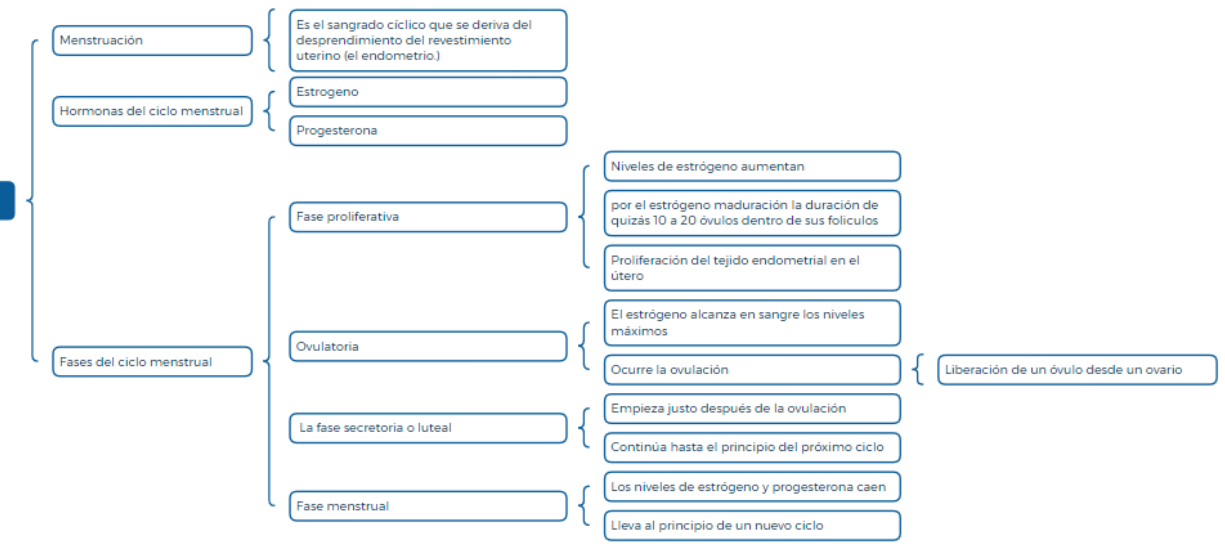 Menstruación
Es el sangrado cíclico que se deriva del
desprendimiento del revestimiento
uterino (el endometrio.)
Hormonas del ciclo menstrual
Estrogeno
Progesterona
Fases del ciclo menstrual
Fase proliferativa
Niveles de estrógeno aumentan
por el estrógeno maduración la duración de
quizás 10 a 20 óvulos dentro de sus foliculos
Proliferación del tejido endometrial en el
útero
Ovulatoria
El estrógeno alcanza en sangre los niveles
máximos
Ocurre la ovulación
Liberación de un óvulo desde un ovario
La fase secretoria o luteal
Empieza justo después de la ovulación
Continúa hasta el principio del próximo ciclo
Fase menstrual
Los niveles de estrógeno y progesterona caen
Lleva al principio de un nuevo ciclo